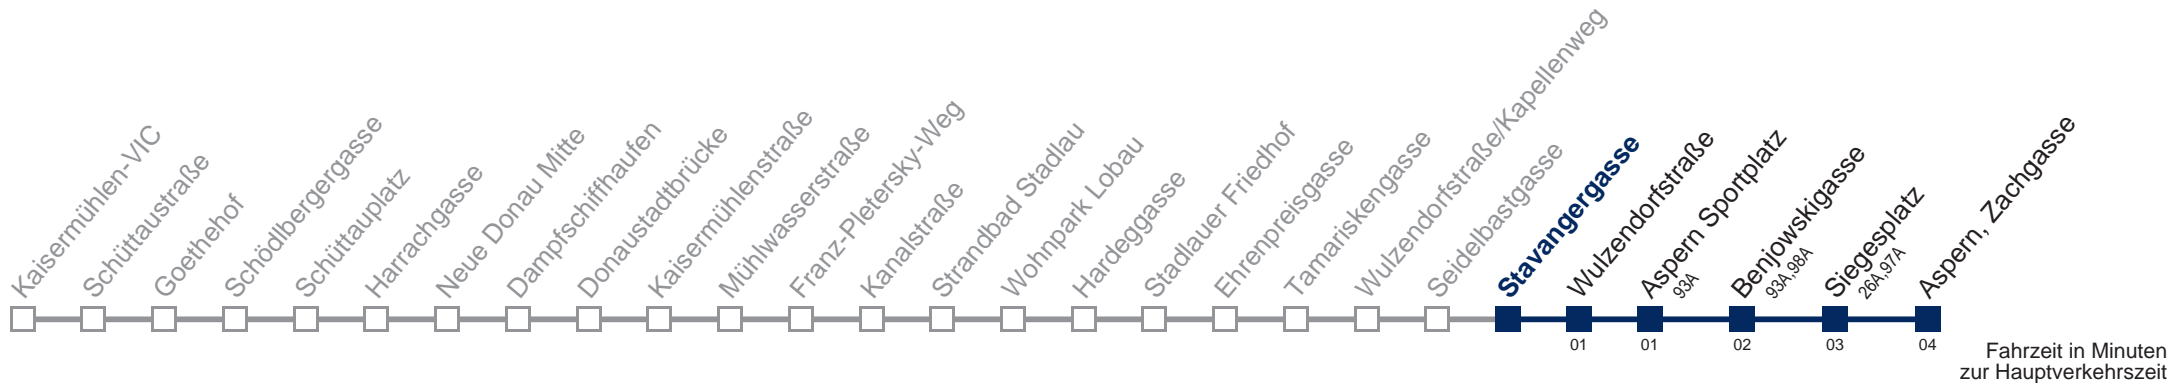 Kaisermühlen-VIC
Schüttaustraße
Goethehof
Schödlbergergasse
Schüttauplatz
Harrachgasse
Neue Donau Mitte
Dampfschiffhaufen
Donaustadtbrücke
Kaisermühlenstraße
Mühlwasserstraße
Franz-Pletersky-Weg
Kanalstraße
Strandbad Stadlau
Wohnpark Lobau
Hardeggasse
Stadlauer Friedhof
Ehrenpreisgasse
Tamariskengasse
Wulzendorfstraße/Kapellenweg
Seidelbastgasse
Stavangergasse
Wulzendorfstraße
Aspern Sportplatz
93A
Benjowskigasse
93A,98A
Siegesplatz
26A,97A
Aspern, Zachgasse
01
01
02
03
04
Fahrzeit in Minuten
zur Hauptverkehrszeit